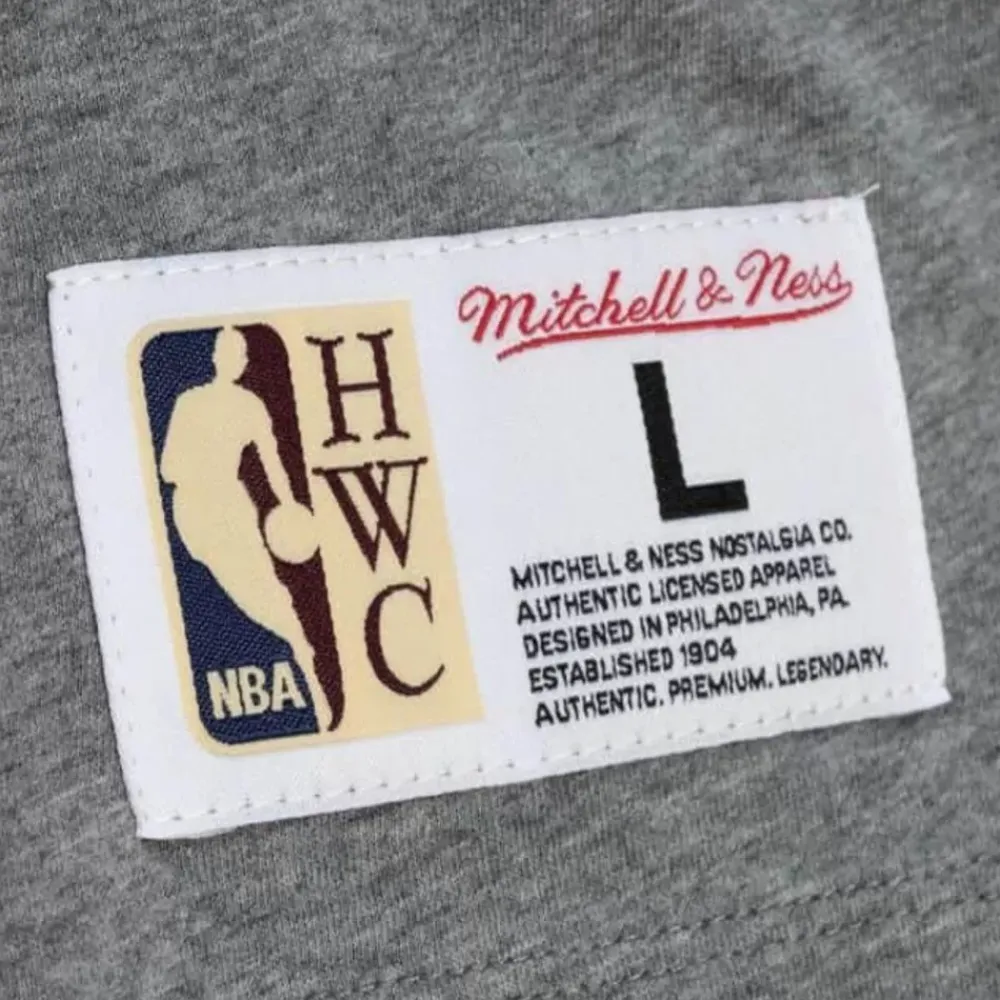 NBA
H
W
C
Mitchell & Ness
L
MITCHELL & NESS NOSTALGIA CO.
AUTHENTIC LICENSED APPAREL
DESIGNED IN PHILADELPHIA, PA.
ESTABLISHED 1904
AUTHENTIC. PREMIUM. LEGENDARY.